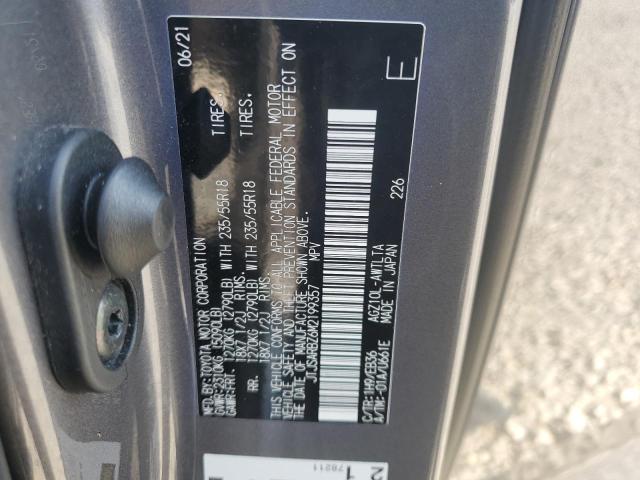 MFD.BY:TOYOTA MOTOR CORPORATION 06/21
GVWR:2310KG (5090LB)
GAWR:FRT. 1270KG (2790LB) WITH 235/55R18 TIRES,
18X7 1/2J RIMS,
RR. 1270KG (2790LB) WITH 235/55R18 TIRES,
18X7 1/2J RIMS,
THIS VEHICLE CONFORMS TO ALL APPLICABLE FEDERAL MOTOR
VEHICLE SAFETY AND THEFT PREVENTION STANDARDS IN EFFECT ON
THE DATE OF MANUFACTURE SHOWN ABOVE.
JTJSARBZ6M2199357 MPV
E
C/TR:1H9/EB36 AGZ10L-AWTLTA 226
MADE IN JAPAN
78211